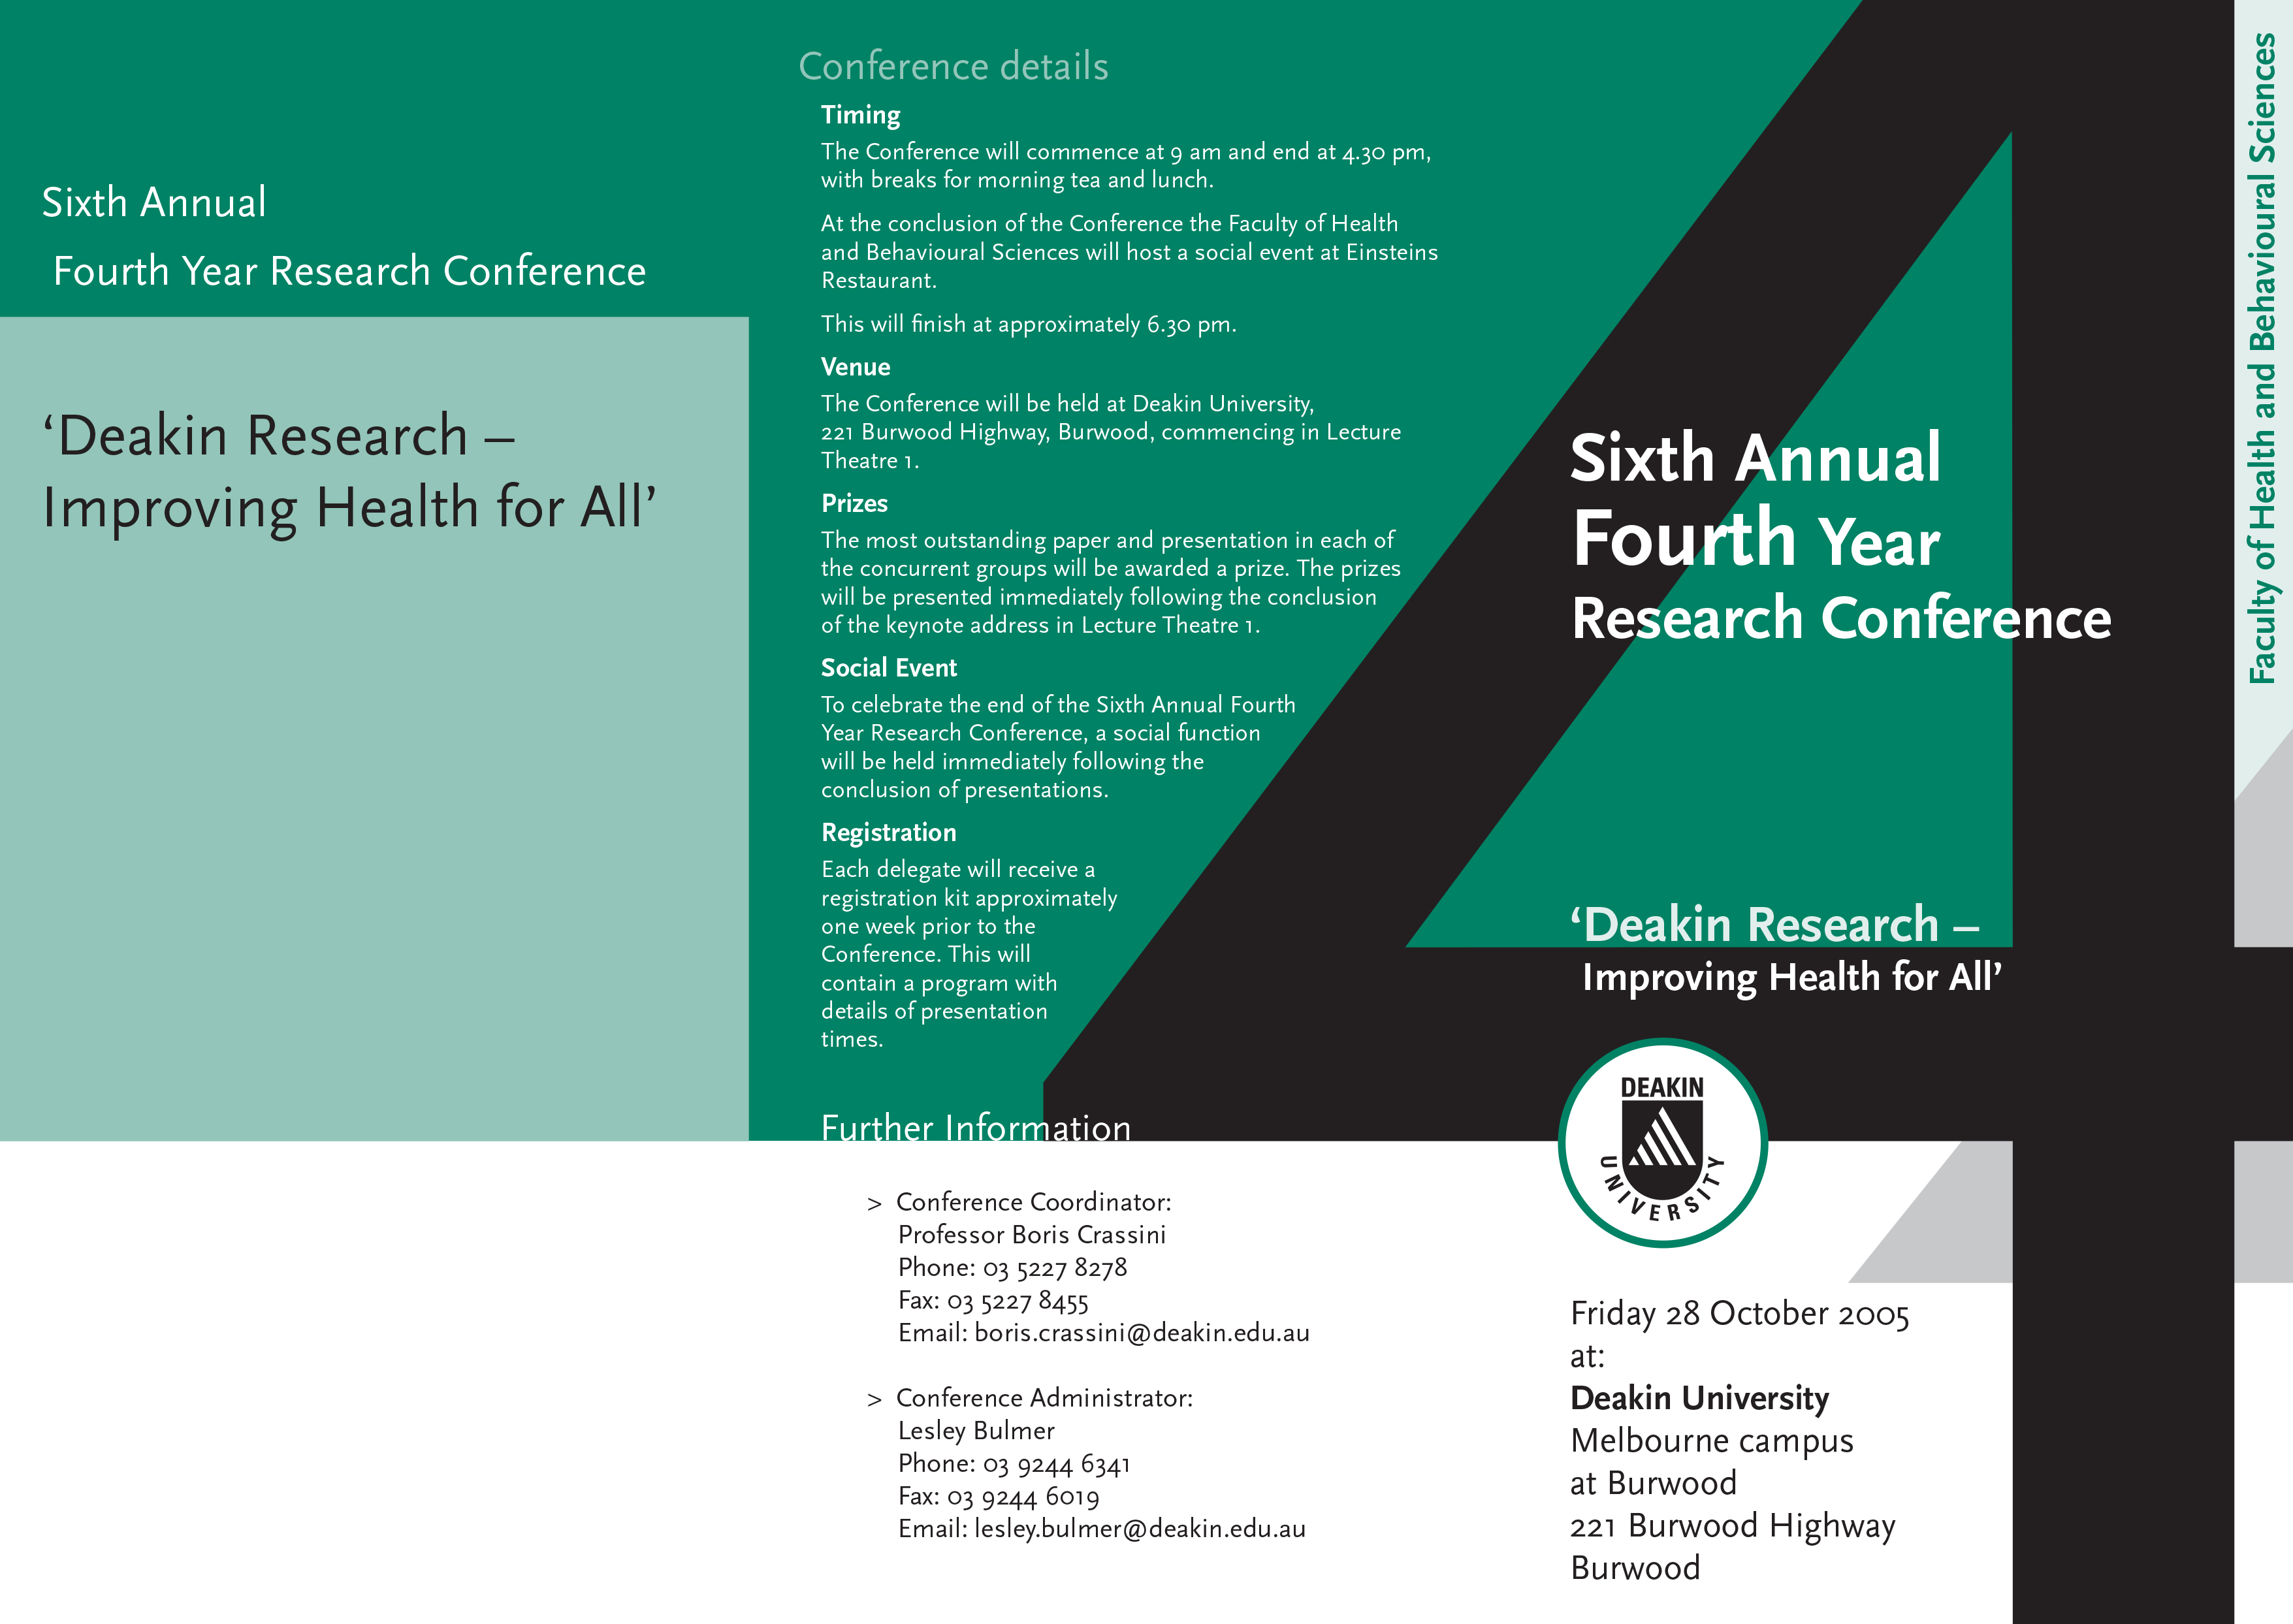 Sixth Annual
Fourth Year Research Conference
‘Deakin Research –
Improving Health for All’
Conference details
Timing
The Conference will commence at 9 am and end at 4.30 pm,
with breaks for morning tea and lunch.
At the conclusion of the Conference the Faculty of Health
and Behavioural Sciences will host a social event at Einsteins
Restaurant.
This will finish at approximately 6.30 pm.
Venue
The Conference will be held at Deakin University,
221 Burwood Highway, Burwood, commencing in Lecture
Theatre 1.
Prizes
The most outstanding paper and presentation in each of
the concurrent groups will be awarded a prize. The prizes
will be presented immediately following the conclusion
of the keynote address in Lecture Theatre 1.
Social Event
To celebrate the end of the Sixth Annual Fourth
Year Research Conference, a social function
will be held immediately following the
conclusion of presentations.
Registration
Each delegate will receive a
registration kit approximately
one week prior to the
Conference. This will
contain a program with
details of presentation
times.
Further Information
> Conference Coordinator:
Professor Boris Crassini
Phone: 03 5227 8278
Fax: 03 5227 8455
Email: boris.crassini@deakin.edu.au
> Conference Administrator:
Lesley Bulmer
Phone: 03 9244 6341
Fax: 03 9244 6019
Email: lesley.bulmer@deakin.edu.au
4
Sixth Annual
Fourth Year
Research Conference
‘Deakin Research –
Improving Health for All’
DEAKIN
UNIVERSITY
Friday 28 October 2005
at:
Deakin University
Melbourne campus
at Burwood
221 Burwood Highway
Burwood
Faculty of Health and Behavioural Sciences